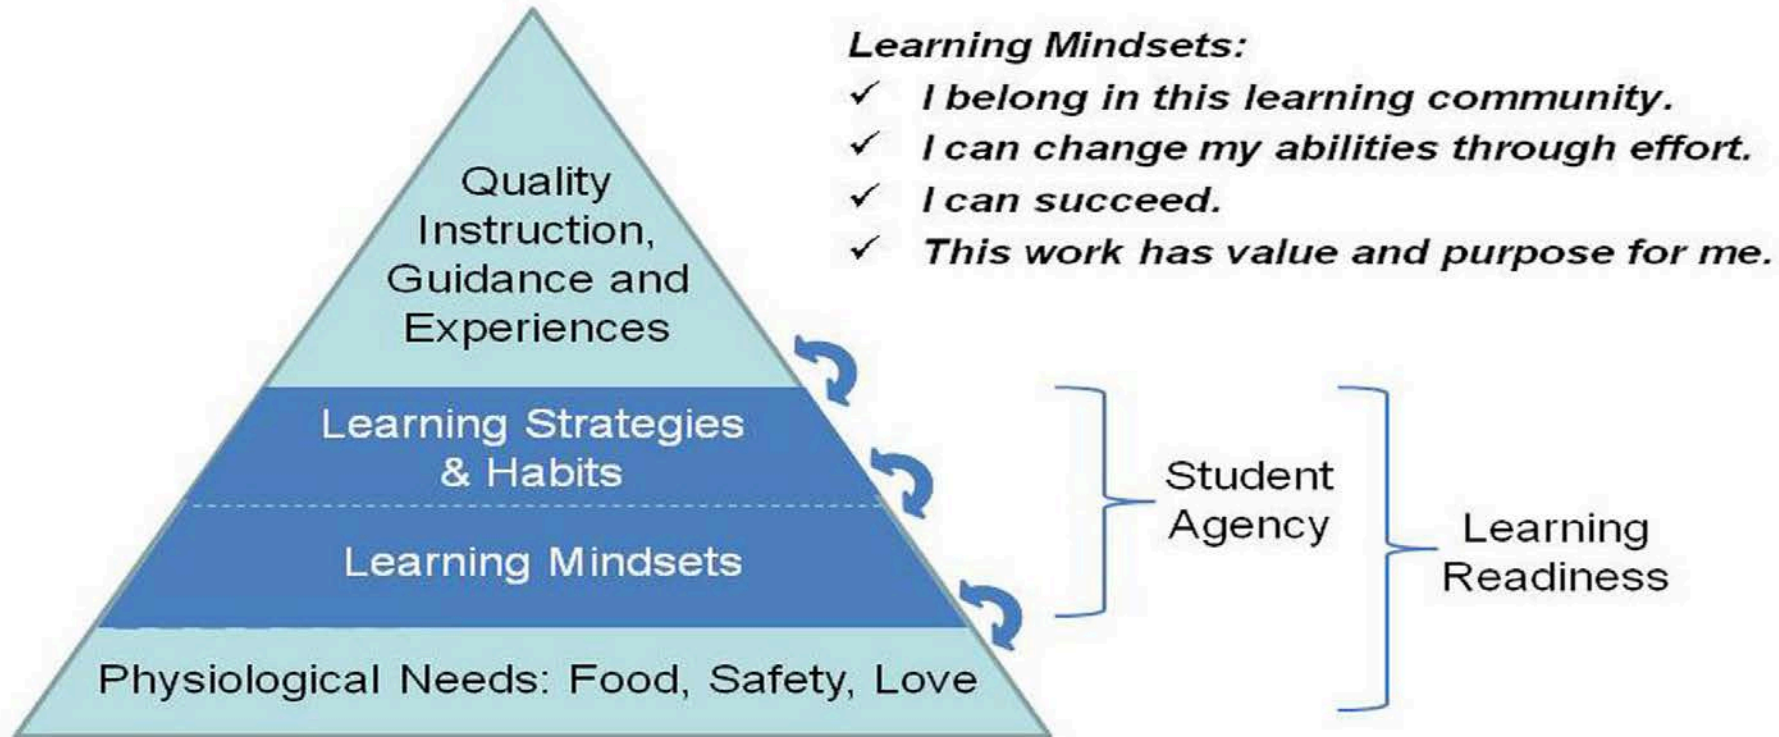 Learning Mindsets:
✓ I belong in this learning community.
✓ I can change my abilities through effort.
✓ I can succeed.
✓ This work has value and purpose for me.
Quality
Instruction,
Guidance and
Experiences
Learning Strategies
& Habits
Learning Mindsets
Physiological Needs: Food, Safety, Love
Student
Agency
Learning
Readiness